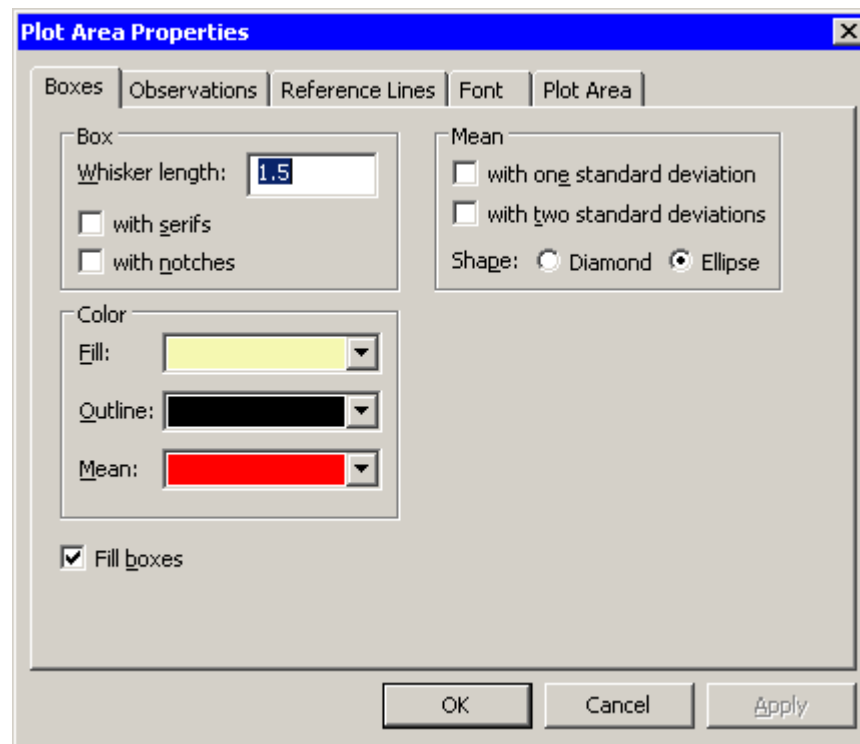 Plot Area Properties
Boxes Observations Reference Lines Font Plot Area
Box
Whisker length: 1.5
with serifs
with notches
Mean
with one standard deviation
with two standard deviations
Shape: Diamond Ellipse
Color
Fill:
Outline:
Mean:
Fill boxes
OK Cancel Apply